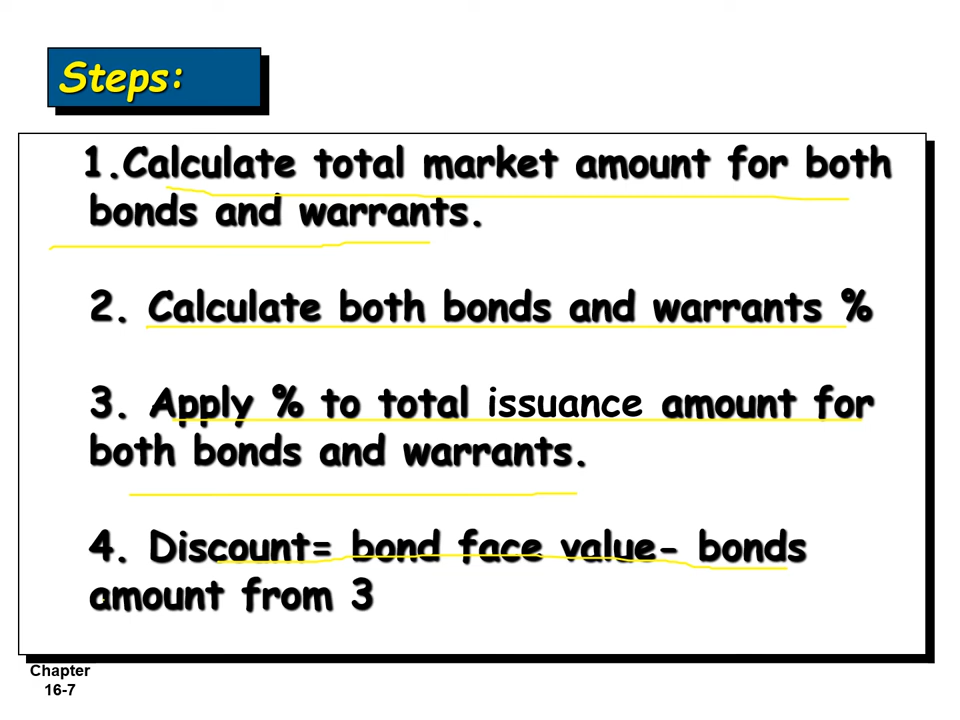 Steps:
1.Calculate total market amount for both
bonds and warrants.
2. Calculate both bonds and warrants %
3. Apply % to total issuance amount for
both bonds and warrants.
4. Discount= bond face value- bonds
amount from 3
Chapter
16-7